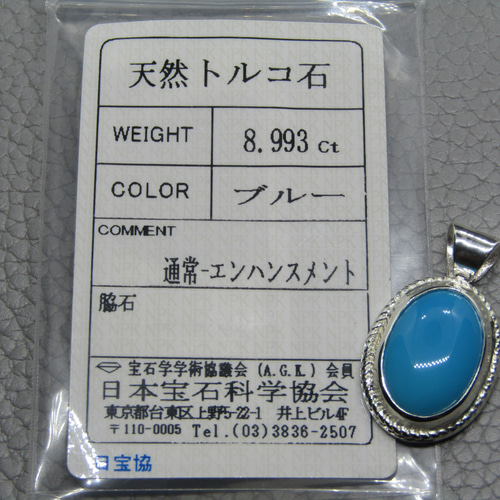 天然トルコ石
WEIGHT 8.993 Ct
COLOR ブルー
COMMENT
通常-エンハンスメント
脇石
宝石学学術協議会 (A.G.K.) 会員
日本宝石科学協会
東京都台東区上野5-22-1 井上ビル4F
〒110-0005 Tel.(03)3836-2507
日宝協